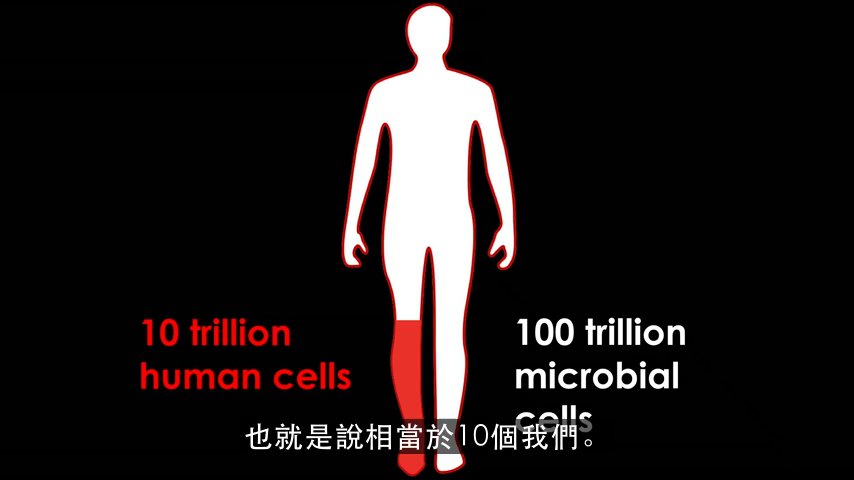 10 trillion
human cells
100 trillion
microbial
cells
也就是說相當於10個我們。